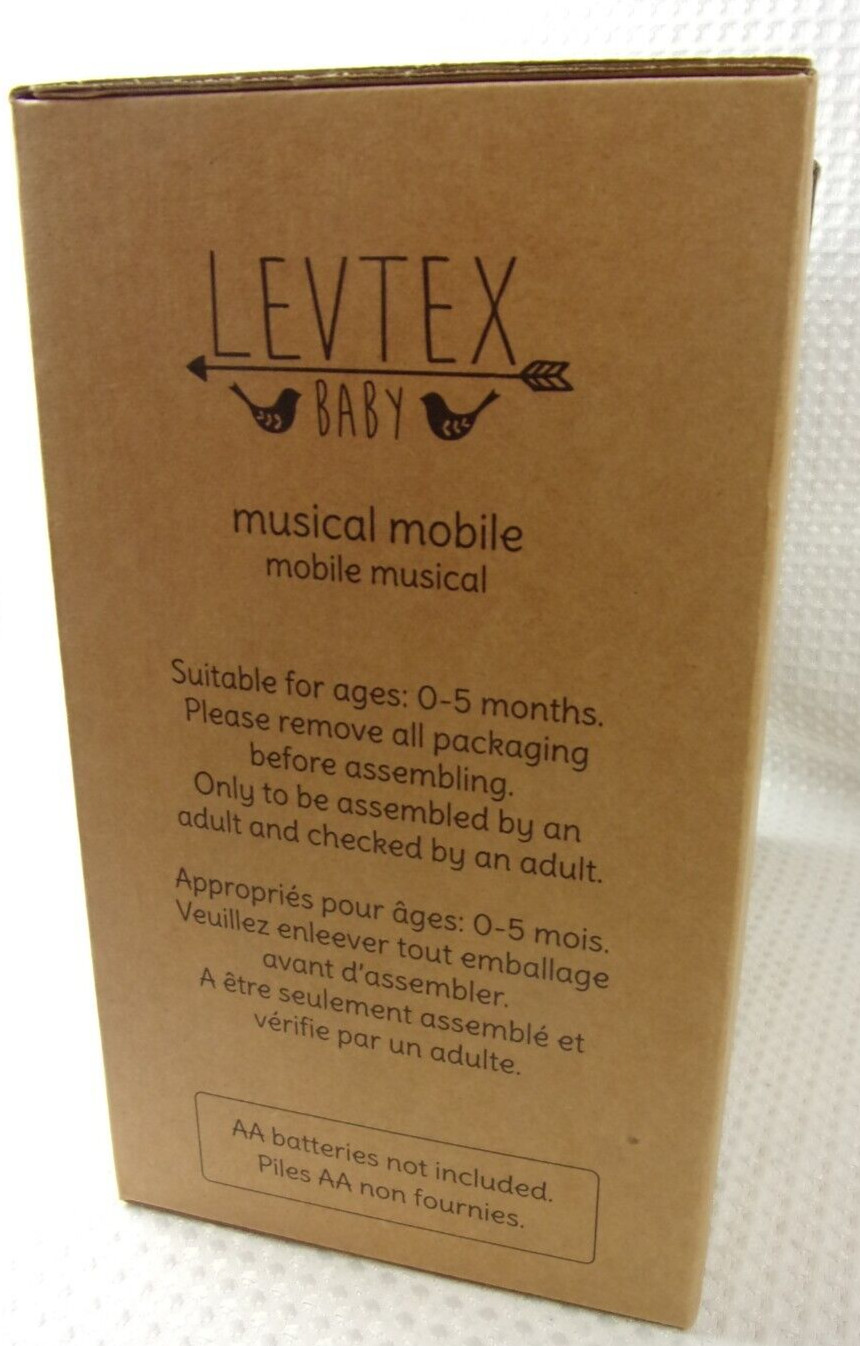 LEVTEX
BABY
musical mobile
mobile musical
Suitable for ages: 0-5 months.
Please remove all packaging
before assembling.
Only to be assembled by an
adult and checked by an adult.
Appropriés pour âges: 0-5 mois.
Veuillez enleever tout emballage
avant d'assembler.
A être seulement assemblé et
vérifie par un adulte.
AA batteries not included.
Piles AA non fournies.